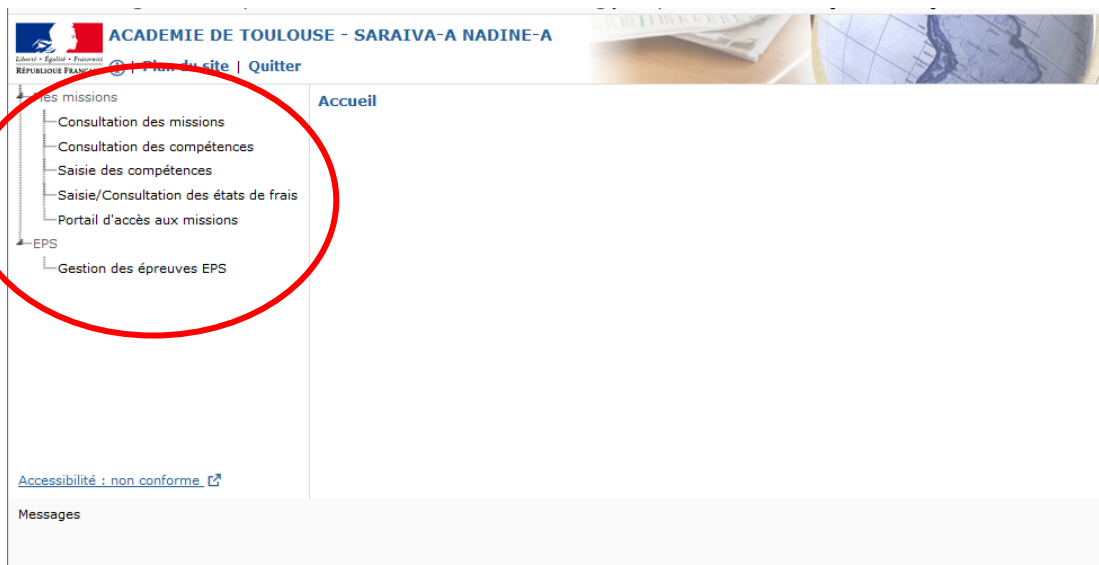 ACADEMIE DE TOULOUSE - SARAIVA-A NADINE-A
Liberté • Égalité • Fraternité
RÉPUBLIQUE FRANÇAISE
| Plan du site | Quitter
Mes missions
Consultation des missions
Consultation des compétences
Saisie des compétences
Saisie/Consultation des états de frais
Portail d'accès aux missions
EPS
Gestion des épreuves EPS
Accueil
Accessibilité : non conforme
Messages